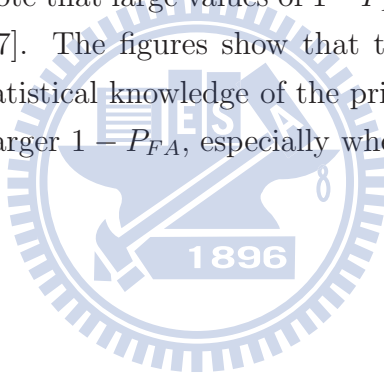 note that large values of 1 − P
7]. The figures show that t
atistical knowledge of the pri
arger 1 − P_{FA}, especially whe
E S A
1896